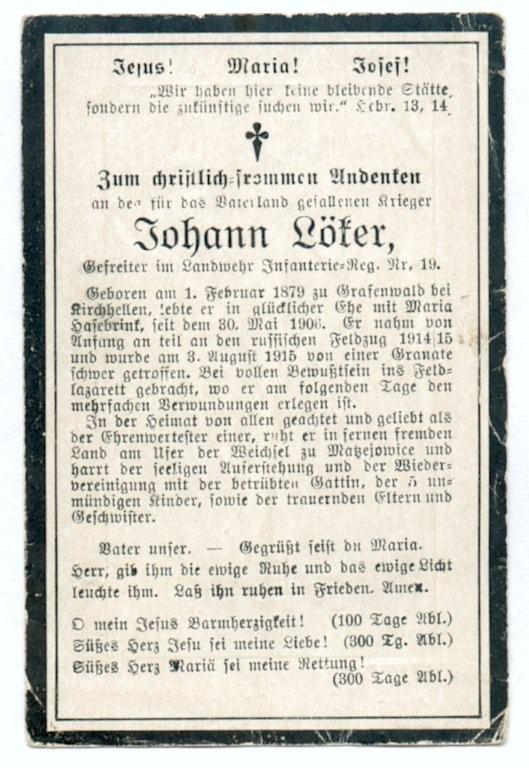 Jesus! Maria! Josef!
„Wir haben hier keine bleibende Stätte,
sondern die zukünftige suchen wir.“ Hebr. 13, 14.
Zum christlich-frommen Andenken
an den für das Vaterland gefallenen Krieger
Johann Löker,
Gefreiter im Landwehr Infanterie-Reg. Nr. 19.
Geboren am 1. Februar 1879 zu Grafenwald bei
Kirchhellen, lebte er in glücklicher Ehe mit Maria
Hasebrink, seit dem 30. Mai 1906. Er nahm von
Anfang an teil an den russischen Feldzug 1914|15
und wurde am 3. August 1915 von einer Granate
schwer getroffen. Bei vollen Bewußtsein ins Feld-
lazarett gebracht, wo er am folgenden Tage den
mehrfachen Verwundungen erlegen ist.
In der Heimat von allen geachtet und geliebt als
der Ehrenwertester einer, ruht er in fernen fremden
Land am Ufer der Weichsel zu Matzejowice und
harrt der seeligen Auferstehung und der Wieder-
vereinigung mit der betrübten Gattin, der 5 un-
mündigen Kinder, sowie der trauernden Eltern und
Geschwister.
Vater unser. — Gegrüßt seist du Maria.
Herr, gib ihm die ewige Ruhe und das ewige Licht
leuchte ihm. Laß ihn ruhen in Frieden. Amen.
O mein Jesus Barmherzigkeit! (100 Tage Abl.)
Süßes Herz Jesu sei meine Liebe! (300 Tg. Abl.)
Süßes Herz Mariä sei meine Rettung!
(300 Tage Abl.)